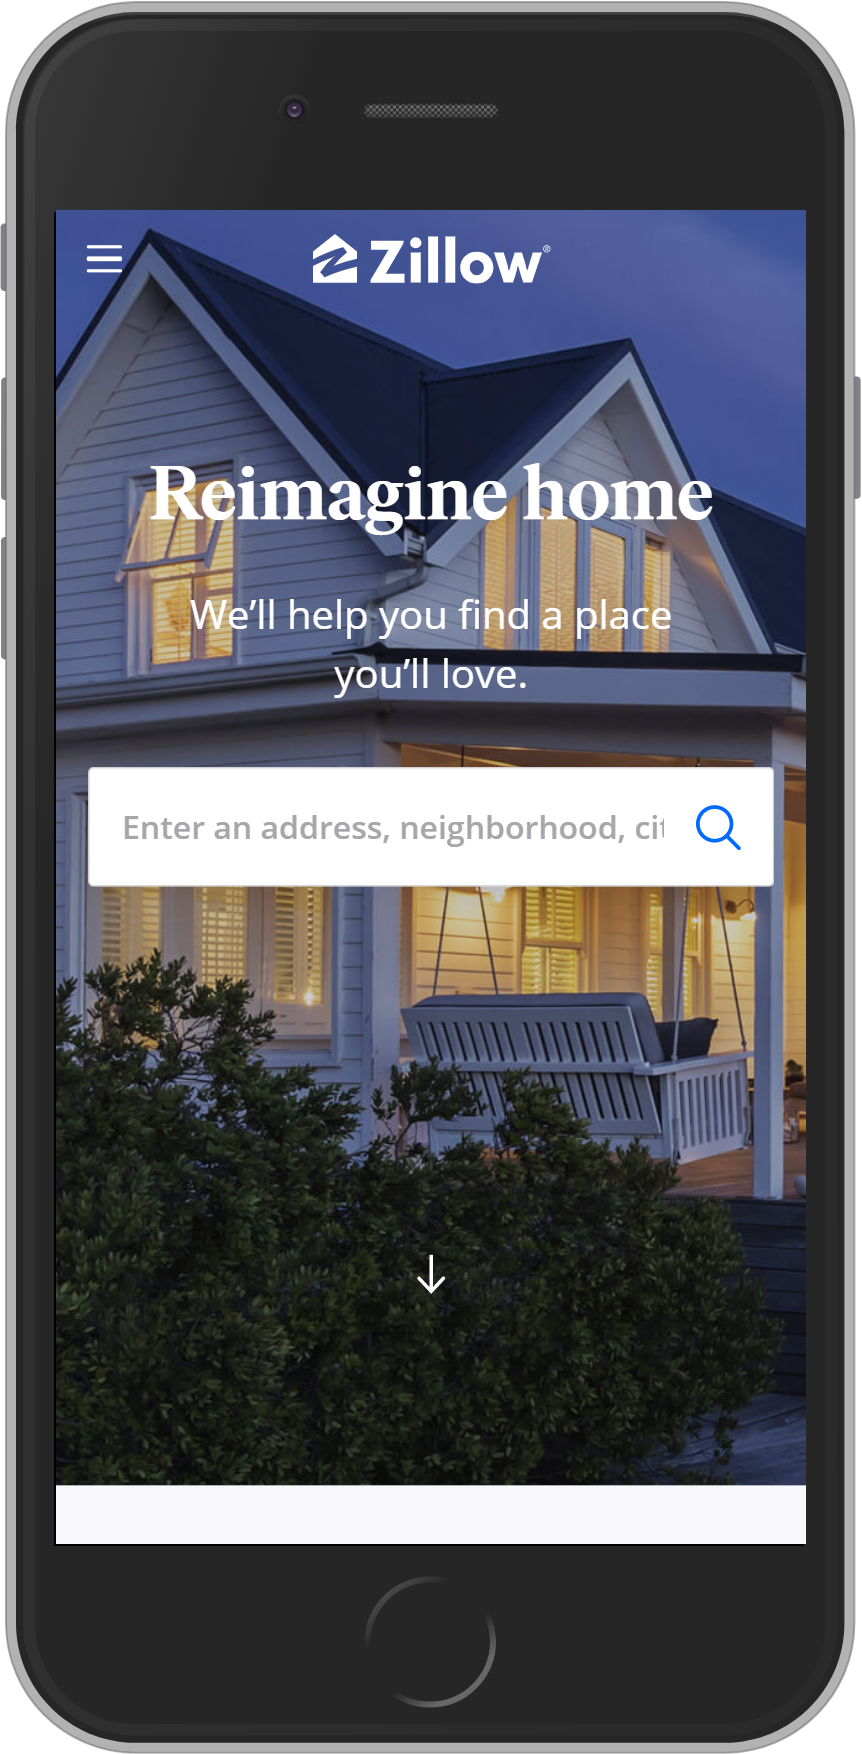 Zillow®
Reimagine home
We’ll help you find a place
you’ll love.
Enter an address, neighborhood, cit